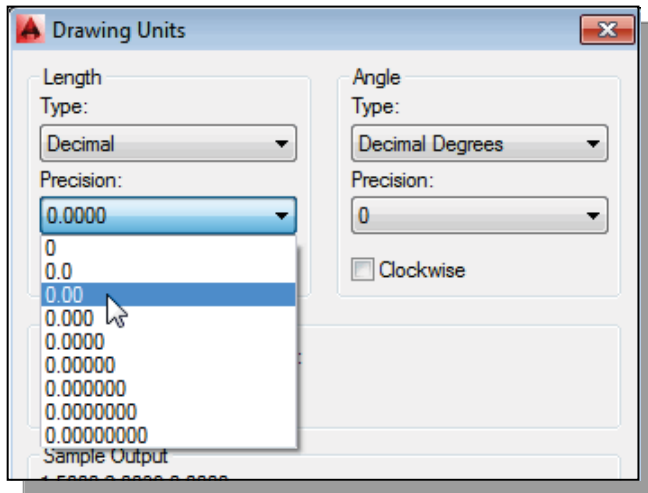 Drawing Units
Length
Type:
Decimal
Precision:
0.0000
0
0.0
0.00
0.000
0.0000
0.00000
0.000000
0.0000000
0.00000000
Angle
Type:
Decimal Degrees
Precision:
0
Clockwise
:
Sample Output